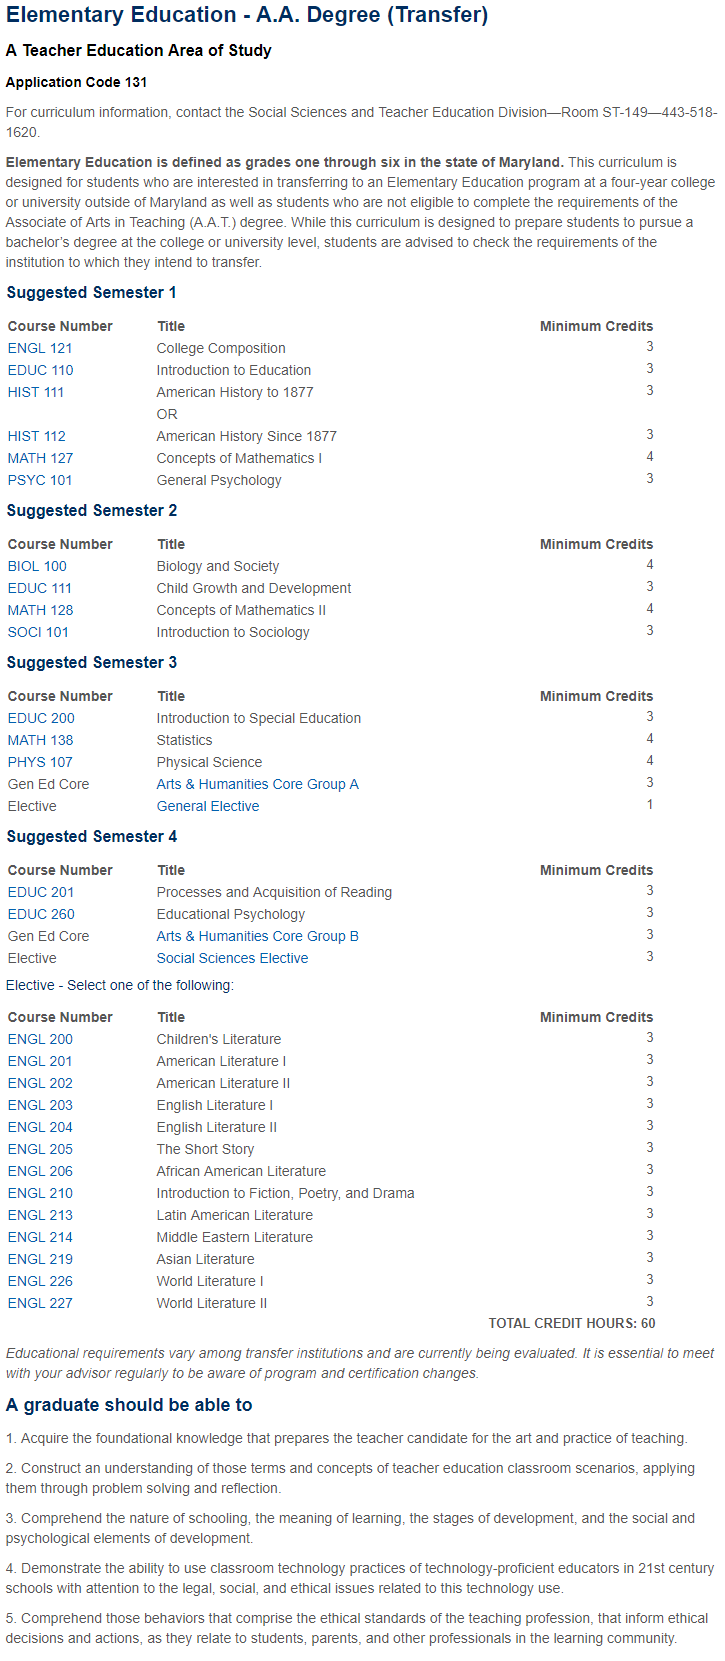 Elementary Education - A.A. Degree (Transfer)
A Teacher Education Area of Study
Application Code 131
For curriculum information, contact the Social Sciences and Teacher Education Division—Room ST-149—443-518-
1620.
Elementary Education is defined as grades one through six in the state of Maryland. This curriculum is
designed for students who are interested in transferring to an Elementary Education program at a four-year college
or university outside of Maryland as well as students who are not eligible to complete the requirements of the
Associate of Arts in Teaching (A.A.T.) degree. While this curriculum is designed to prepare students to pursue a
bachelor's degree at the college or university level, students are advised to check the requirements of the
institution to which they intend to transfer.
Suggested Semester 1
Course Number Title Minimum Credits
ENGL 121 College Composition 3
EDUC 110 Introduction to Education 3
HIST 111 American History to 1877 3
OR
HIST 112 American History Since 1877 3
MATH 127 Concepts of Mathematics I 4
PSYC 101 General Psychology 3
Suggested Semester 2
Course Number Title Minimum Credits
BIOL 100 Biology and Society 4
EDUC 111 Child Growth and Development 3
MATH 128 Concepts of Mathematics II 4
SOCI 101 Introduction to Sociology 3
Suggested Semester 3
Course Number Title Minimum Credits
EDUC 200 Introduction to Special Education 3
MATH 138 Statistics 4
PHYS 107 Physical Science 4
Gen Ed Core Arts & Humanities Core Group A 3
Elective General Elective 1
Suggested Semester 4
Course Number Title Minimum Credits
EDUC 201 Processes and Acquisition of Reading 3
EDUC 260 Educational Psychology 3
Gen Ed Core Arts & Humanities Core Group B 3
Elective Social Sciences Elective 3
Elective - Select one of the following:
Course Number Title Minimum Credits
ENGL 200 Children's Literature 3
ENGL 201 American Literature I 3
ENGL 202 American Literature II 3
ENGL 203 English Literature I 3
ENGL 204 English Literature II 3
ENGL 205 The Short Story 3
ENGL 206 African American Literature 3
ENGL 210 Introduction to Fiction, Poetry, and Drama 3
ENGL 213 Latin American Literature 3
ENGL 214 Middle Eastern Literature 3
ENGL 219 Asian Literature 3
ENGL 226 World Literature I 3
ENGL 227 World Literature II 3
TOTAL CREDIT HOURS: 60
Educational requirements vary among transfer institutions and are currently being evaluated. It is essential to meet
with your advisor regularly to be aware of program and certification changes.
A graduate should be able to
1. Acquire the foundational knowledge that prepares the teacher candidate for the art and practice of teaching.
2. Construct an understanding of those terms and concepts of teacher education classroom scenarios, applying
them through problem solving and reflection.
3. Comprehend the nature of schooling, the meaning of learning, the stages of development, and the social and
psychological elements of development.
4. Demonstrate the ability to use classroom technology practices of technology-proficient educators in 21st century
schools with attention to the legal, social, and ethical issues related to this technology use.
5. Comprehend those behaviors that comprise the ethical standards of the teaching profession, that inform ethical
decisions and actions, as they relate to students, parents, and other professionals in the learning community.